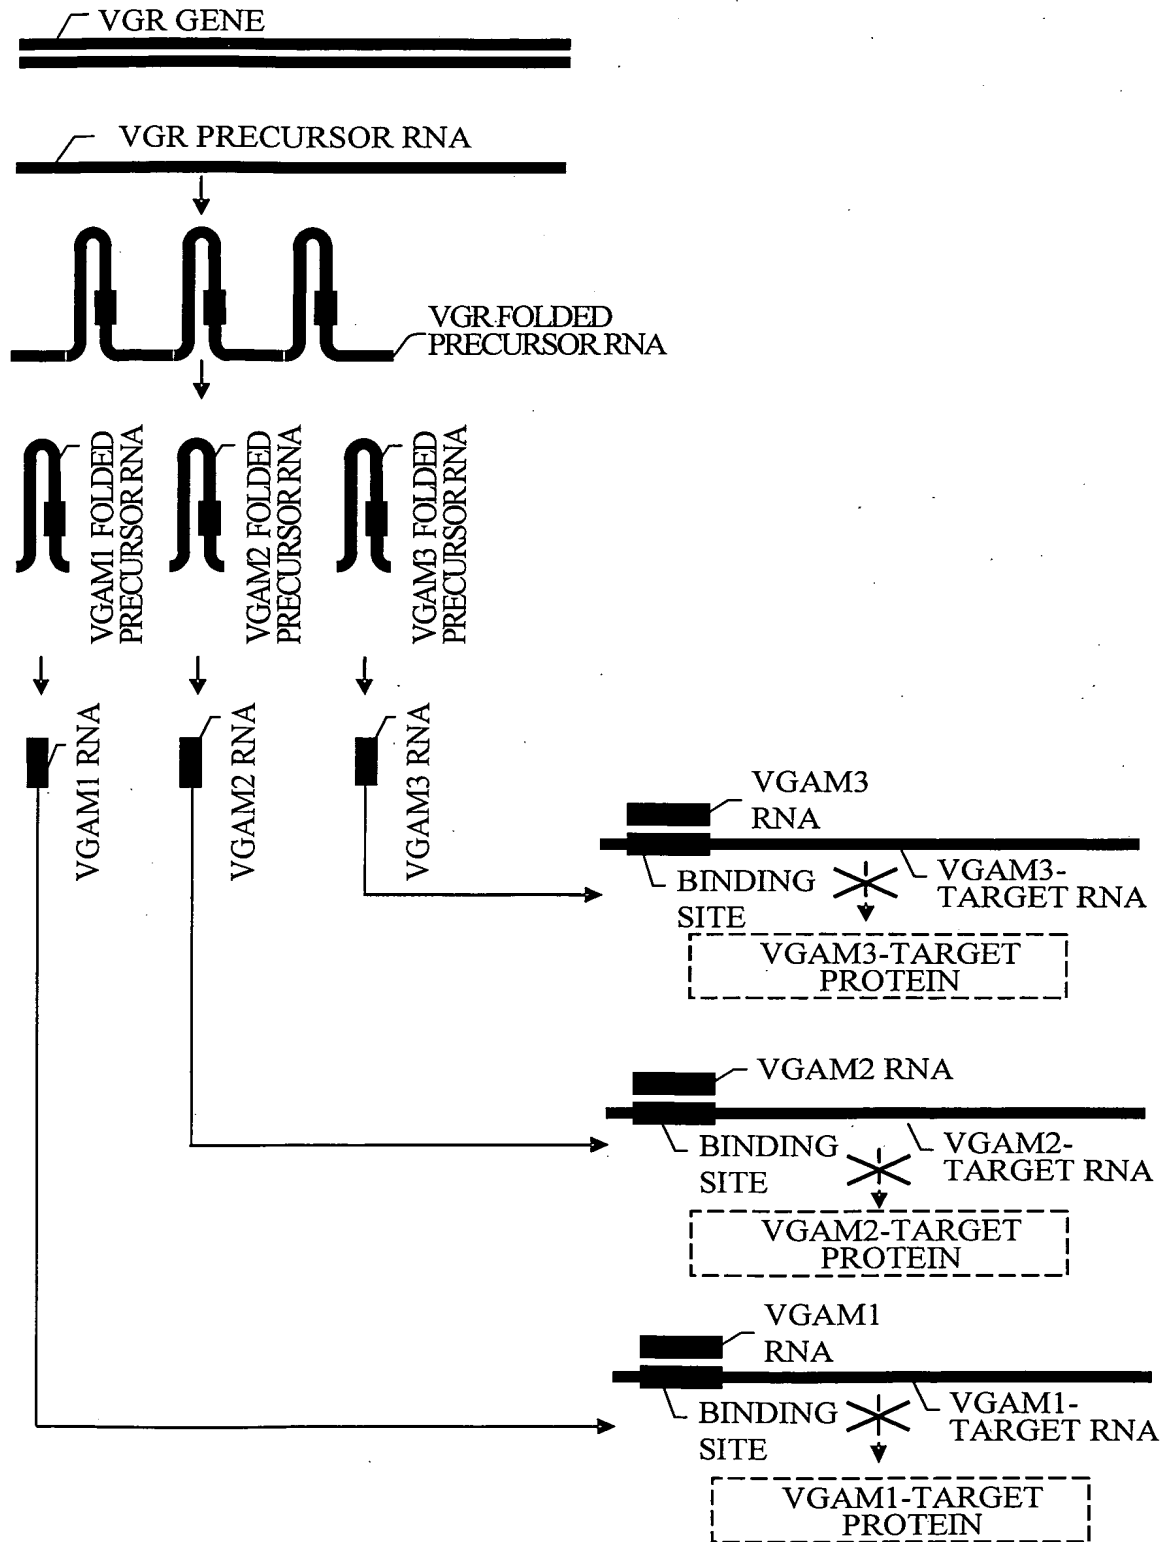 VGR GENE
VGR PRECURSOR RNA
VGR FOLDED
PRECURSOR RNA
VGAM1 FOLDED
PRECURSOR RNA
VGAM2 FOLDED
PRECURSOR RNA
VGAM3 FOLDED
PRECURSOR RNA
VGAM1 RNA
VGAM2 RNA
VGAM3 RNA
VGAM3
RNA
BINDING
SITE
VGAM3-
TARGET RNA
VGAM3-TARGET
PROTEIN
VGAM2 RNA
BINDING
SITE
VGAM2-
TARGET RNA
VGAM2-TARGET
PROTEIN
VGAM1
RNA
BINDING
SITE
VGAM1-
TARGET RNA
VGAM1-TARGET
PROTEIN